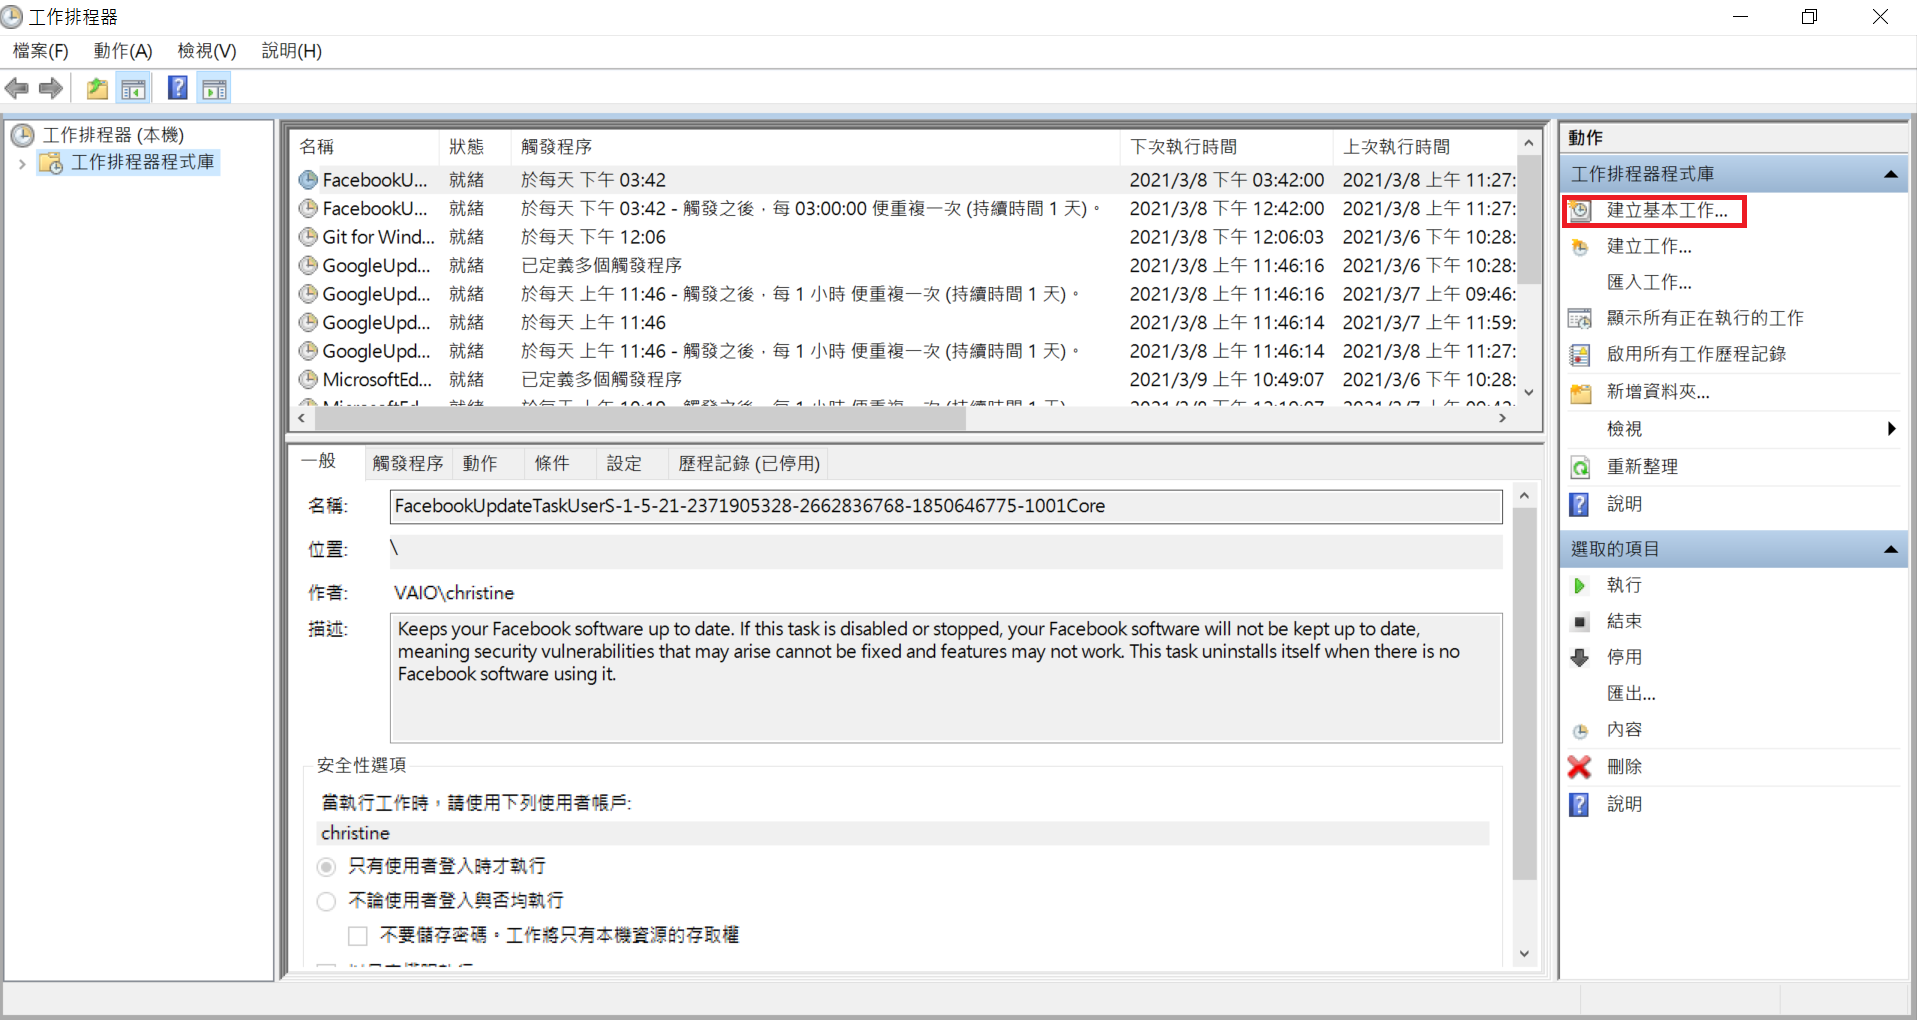 工作排程器
檔案(F) 動作(A) 檢視(V) 說明(H)
工作排程器 (本機)
工作排程器程式庫
名稱 狀態 觸發程序 下次執行時間 上次執行時間
FacebookU... 就緒 於每天 下午 03:42 2021/3/8 下午 03:42:00 2021/3/8 上午 11:27:
FacebookU... 就緒 於每天 下午 03:42 - 觸發之後，每 03:00:00 便重複一次 (持續時間 1 天)。 2021/3/8 下午 12:42:00 2021/3/8 上午 11:27:
Git for Wind... 就緒 於每天 下午 12:06 2021/3/8 下午 12:06:03 2021/3/6 下午 10:28:
GoogleUpd... 就緒 已定義多個觸發程序 2021/3/8 上午 11:46:16 2021/3/6 下午 10:28:
GoogleUpd... 就緒 於每天 上午 11:46 - 觸發之後，每 1 小時 便重複一次 (持續時間 1 天)。 2021/3/8 上午 11:46:16 2021/3/7 上午 09:46:
GoogleUpd... 就緒 於每天 上午 11:46 2021/3/8 上午 11:46:14 2021/3/7 上午 11:59:
GoogleUpd... 就緒 於每天 上午 11:46 - 觸發之後，每 1 小時 便重複一次 (持續時間 1 天)。 2021/3/8 上午 11:46:14 2021/3/8 上午 11:27:
MicrosoftEd... 就緒 已定義多個觸發程序 2021/3/9 上午 10:49:07 2021/3/6 下午 10:28:
一般 觸發程序 動作 條件 設定 歷程記錄 (已停用)
名稱: FacebookUpdateTaskUserS-1-5-21-2371905328-2662836768-1850646775-1001Core
位置: \
作者: VAIO\christine
描述: Keeps your Facebook software up to date. If this task is disabled or stopped, your Facebook software will not be kept up to date,
meaning security vulnerabilities that may arise cannot be fixed and features may not work. This task uninstalls itself when there is no
Facebook software using it.
安全性選項
當執行工作時，請使用下列使用者帳戶:
christine
只有使用者登入時才執行
不論使用者登入與否均執行
不要儲存密碼。工作將只有本機資源的存取權
動作
工作排程器程式庫
建立基本工作...
建立工作...
匯入工作...
顯示所有正在執行的工作
啟用所有工作歷程記錄
新增資料夾...
檢視
重新整理
說明
選取的項目
執行
結束
停用
匯出...
內容
刪除
說明